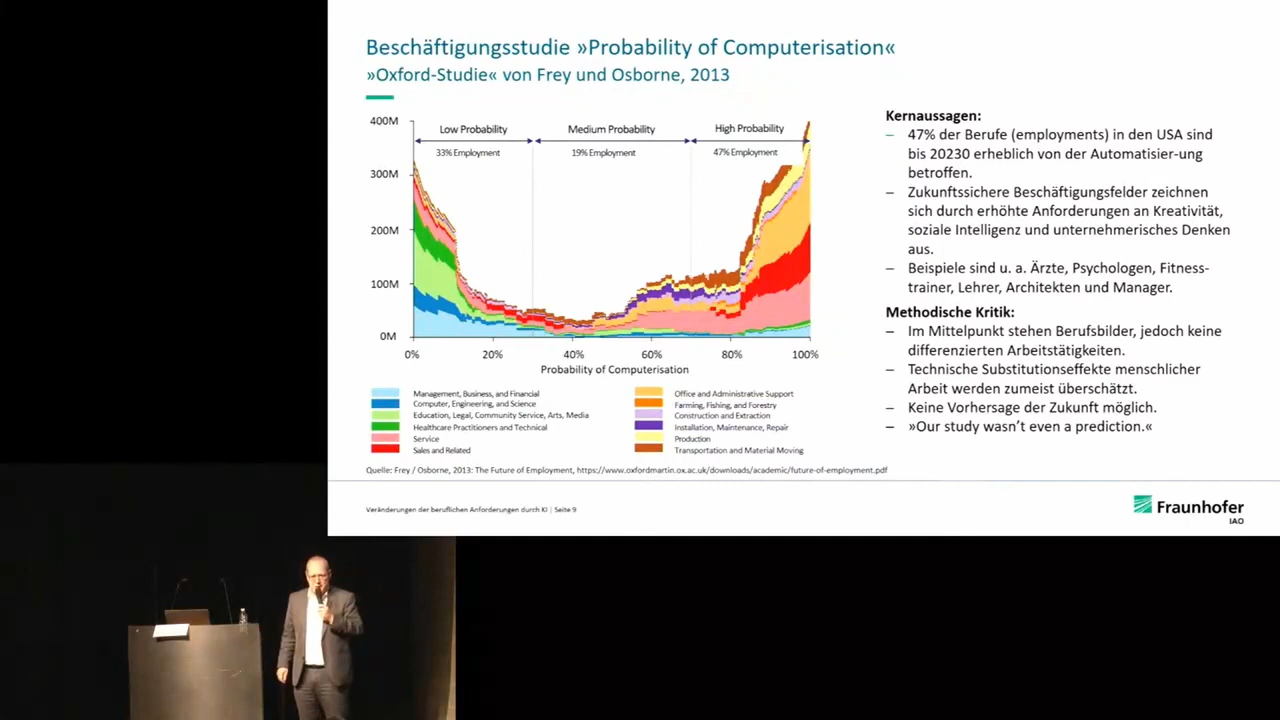 Beschäftigungsstudie »Probability of Computerisation«
»Oxford-Studie« von Frey und Osborne, 2013
400M
300M
200M
100M
0M
Low Probability
Medium Probability
High Probability
33% Employment
19% Employment
47% Employment
0%
20%
40%
60%
80%
100%
Probability of Computerisation
Management, Business, and Financial
Computer, Engineering, and Science
Education, Legal, Community Service, Arts, Media
Healthcare Practitioners and Technical
Service
Sales and Related
Office and Administrative Support
Farming, Fishing, and Forestry
Construction and Extraction
Installation, Maintenance, Repair
Production
Transportation and Material Moving
Quelle: Frey / Osborne, 2013: The Future of Employment, https://www.oxfordmartin.ox.ac.uk/downloads/academic/future-of-employment.pdf
Kernaussagen:
– 47% der Berufe (employments) in den USA sind
bis 20230 erheblich von der Automatisier-ung
betroffen.
– Zukunftssichere Beschäftigungsfelder zeichnen
sich durch erhöhte Anforderungen an Kreativität,
soziale Intelligenz und unternehmerisches Denken
aus.
– Beispiele sind u. a. Ärzte, Psychologen, Fitness-
trainer, Lehrer, Architekten und Manager.
Methodische Kritik:
– Im Mittelpunkt stehen Berufsbilder, jedoch keine
differenzierten Arbeitstätigkeiten.
– Technische Substitutionseffekte menschlicher
Arbeit werden zumeist überschätzt.
– Keine Vorhersage der Zukunft möglich.
– »Our study wasn't even a prediction.«
Veränderungen der beruflichen Anforderungen durch KI | Seite 9
Fraunhofer
IAO